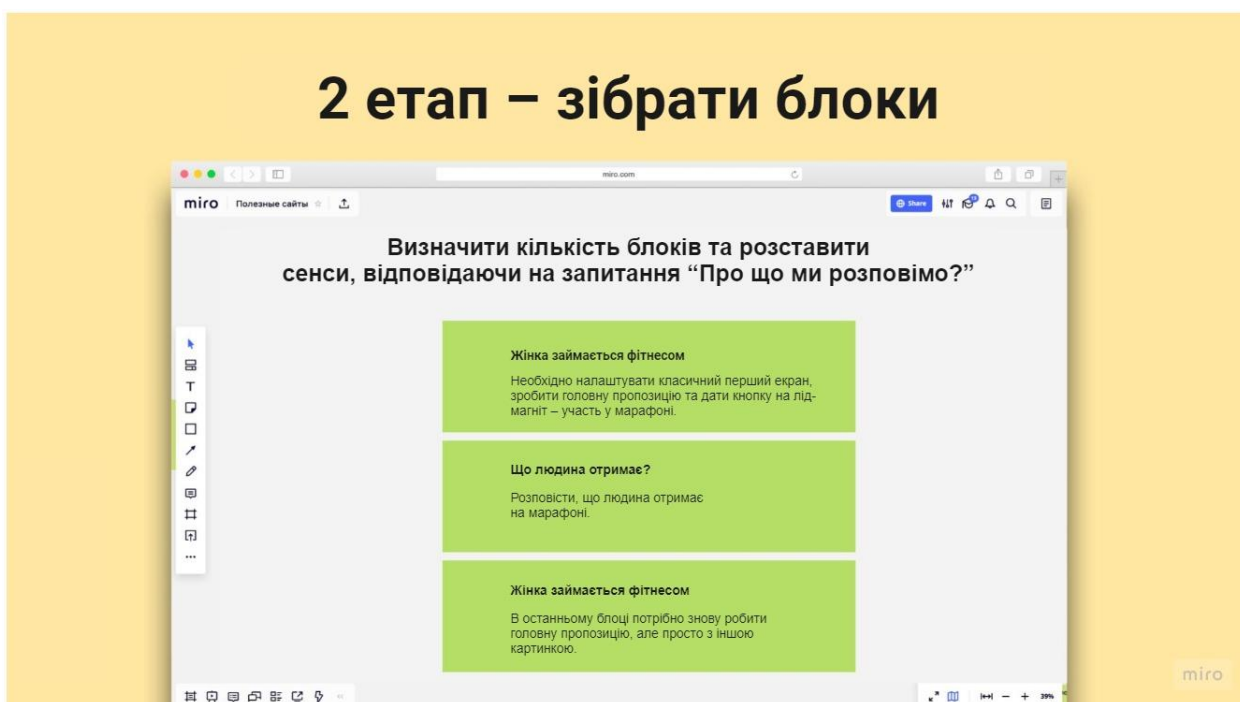 2 етап – зібрати блоки
miro.com
miro
Полезные сайты
Share
Визначити кількість блоків та розставити
сенси, відповідаючи на запитання “Про що ми розповімо?”
Жінка займається фітнесом
Необхідно налаштувати класичний перший екран,
зробити головну пропозицію та дати кнопку на лід-
магніт – участь у марафоні.
Що людина отримає?
Розповісти, що людина отримає
на марафоні.
Жінка займається фітнесом
В останньому блоці потрібно знову робити
головну пропозицію, але просто з іншою
картинкою.
miro
39%